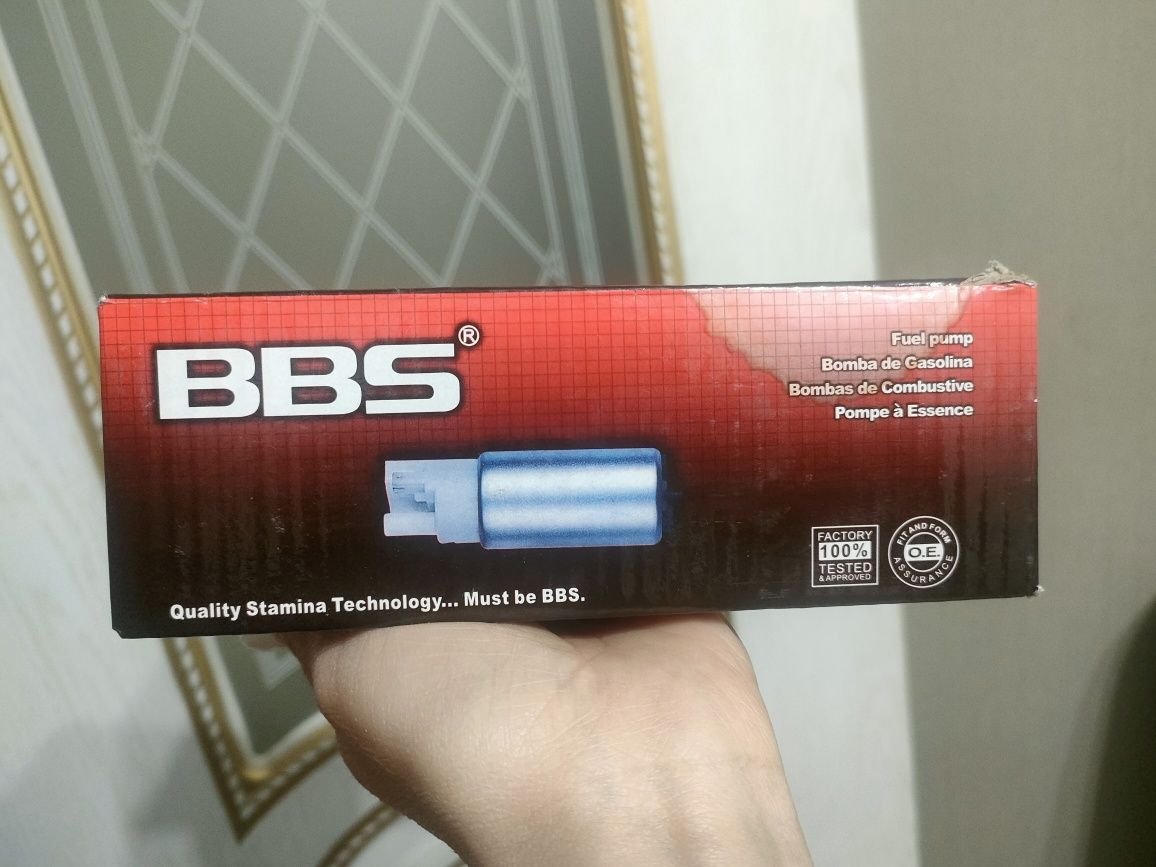 BBS®
Fuel pump
Bomba de Gasolina
Bombas de Combustive
Pompe à Essence
FACTORY
100%
TESTED
& APPROVED
FIT AND FORM
O.E.
ASSURANCE
Quality Stamina Technology... Must be BBS.